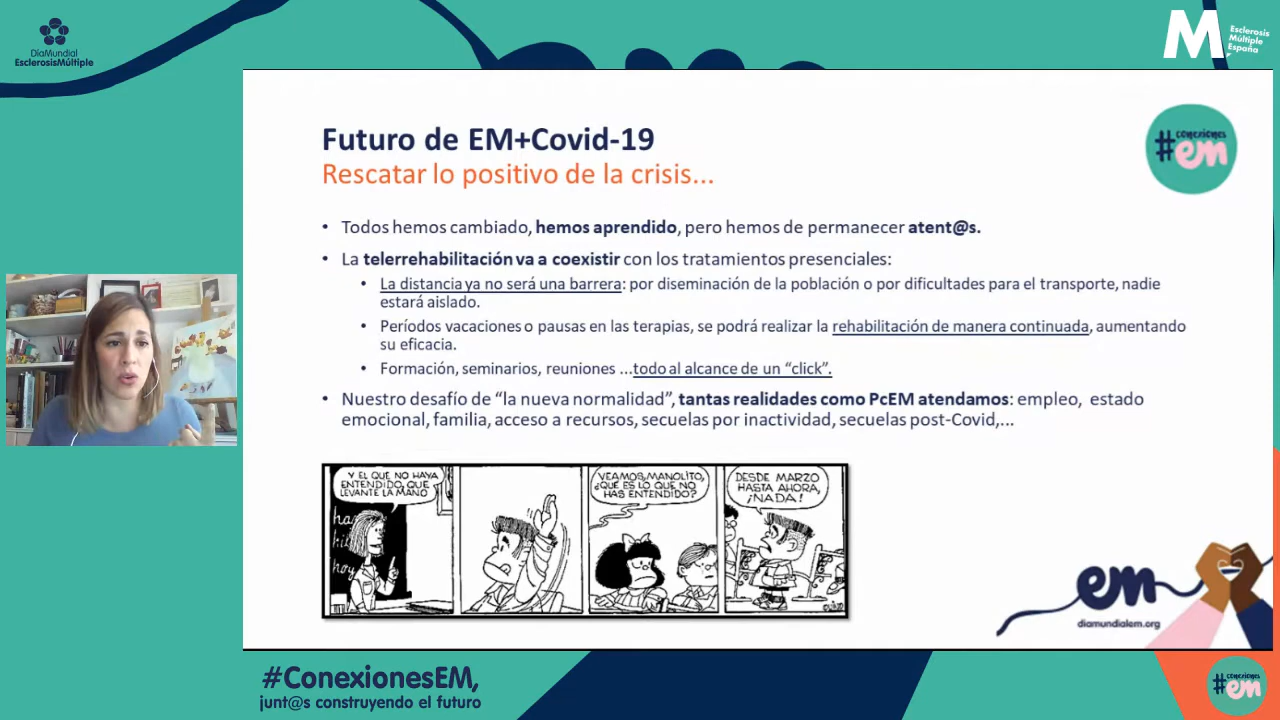 DíaMundial
EsclerosisMúltiple
M
Esclerosis
Múltiple
España
Futuro de EM+Covid-19
Rescatar lo positivo de la crisis...
#conexiones
em
• Todos hemos cambiado, hemos aprendido, pero hemos de permanecer atent@s.
• La telerrehabilitación va a coexistir con los tratamientos presenciales:
• La distancia ya no será una barrera: por diseminación de la población o por dificultades para el transporte, nadie
estará aislado.
• Períodos vacaciones o pausas en las terapias, se podrá realizar la rehabilitación de manera continuada, aumentando
su eficacia.
• Formación, seminarios, reuniones ...todo al alcance de un “click”.
• Nuestro desafío de “la nueva normalidad”, tantas realidades como PcEM atendamos: empleo, estado
emocional, familia, acceso a recursos, secuelas por inactividad, secuelas post-Covid,...
Y EL QUE NO HAYA
ENTENDIDO, QUE
LEVANTE LA MANO
hoy
VEAMOS, MANOLITO,
¿QUÉ ES LO QUE NO
HAS ENTENDIDO?
DESDE MARZO
HASTA AHORA,
¡NADA!
em
diamundialem.org
#ConexionesEM,
junt@s construyendo el futuro
#conexiones
em